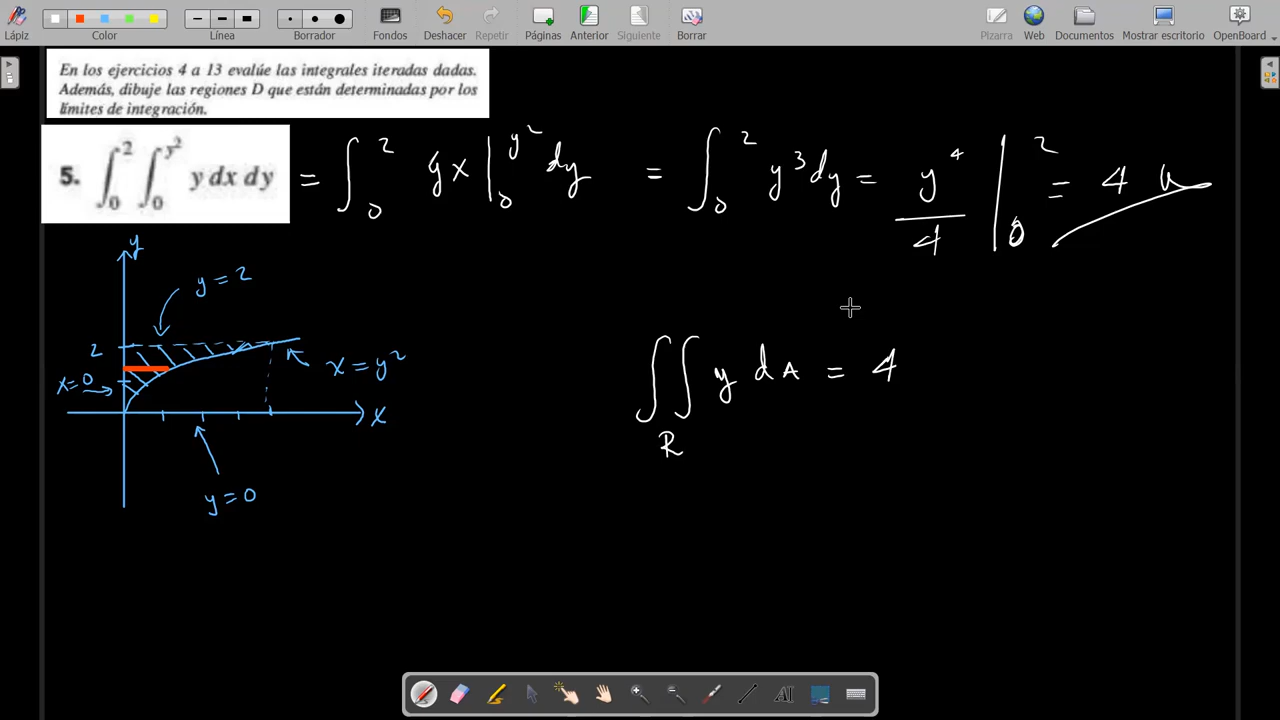 Lápiz Color Línea Borrador Fondos Deshacer Repetir Páginas Anterior Siguiente Borrar Pizarra Web Documentos Mostrar escritorio OpenBoard
En los ejercicios 4 a 13 evalúe las integrales iteradas dadas.
Además, dibuje las regiones D que están determinadas por los
límites de integración.
5. ∫₀² ∫₀^y² y dx dy = ∫₀² yx |₀^y² dy = ∫₀² y³ dy = y⁴/4 |₀² = 4
y
y = 2
2
x = y²
x = 0
x
y = 0
∫∫_R y dA = 4
AI